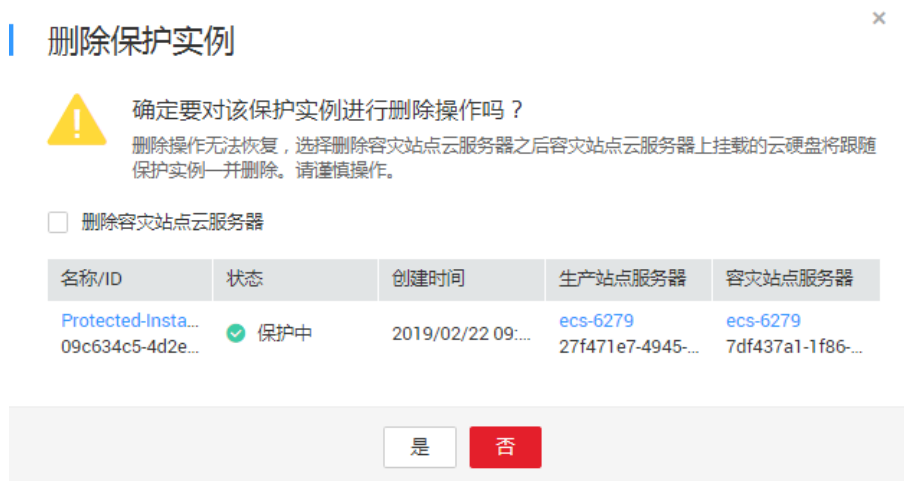 删除保护实例
确定要对该保护实例进行删除操作吗？
删除操作无法恢复，选择删除容灾站点云服务器之后容灾站点云服务器上挂载的云硬盘将跟随
保护实例一并删除。请谨慎操作。
删除容灾站点云服务器
名称/ID 状态 创建时间 生产站点服务器 容灾站点服务器
Protected-Insta... 保护中 2019/02/22 09:... ecs-6279 ecs-6279
09c634c5-4d2e... 27f471e7-4945-... 7df437a1-1f86-...
是 否